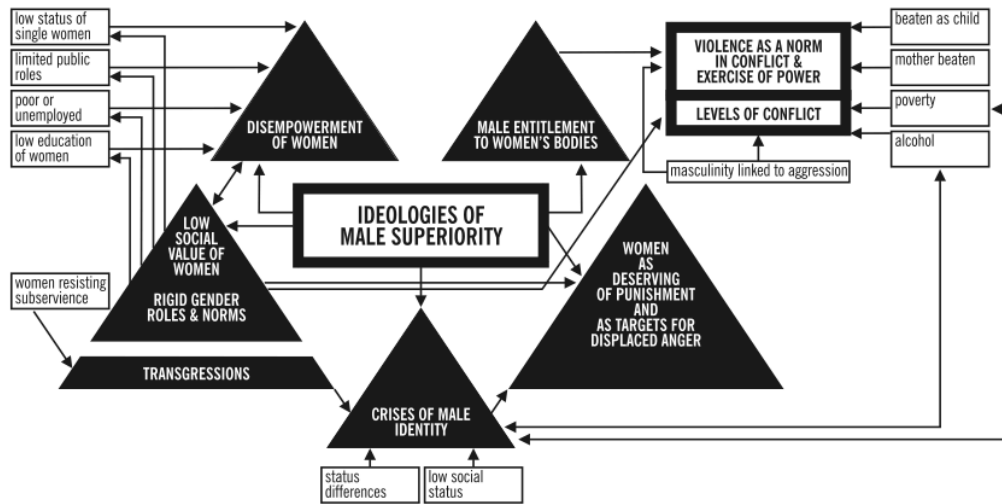 low status of
single women
limited public
roles
poor or
unemployed
low education
of women
DISEMPOWERMENT
OF WOMEN
MALE ENTITLEMENT
TO WOMEN'S BODIES
VIOLENCE AS A NORM
IN CONFLICT &
EXERCISE OF POWER
LEVELS OF CONFLICT
beaten as child
mother beaten
poverty
alcohol
masculinity linked to aggression
IDEOLOGIES OF
MALE SUPERIORITY
LOW
SOCIAL
VALUE OF
WOMEN
RIGID GENDER
ROLES & NORMS
WOMEN
AS
DESERVING
OF PUNISHMENT
AND
AS TARGETS FOR
DISPLACED ANGER
women resisting
subservience
TRANSGRESSIONS
CRISES OF MALE
IDENTITY
status
differences
low social
status